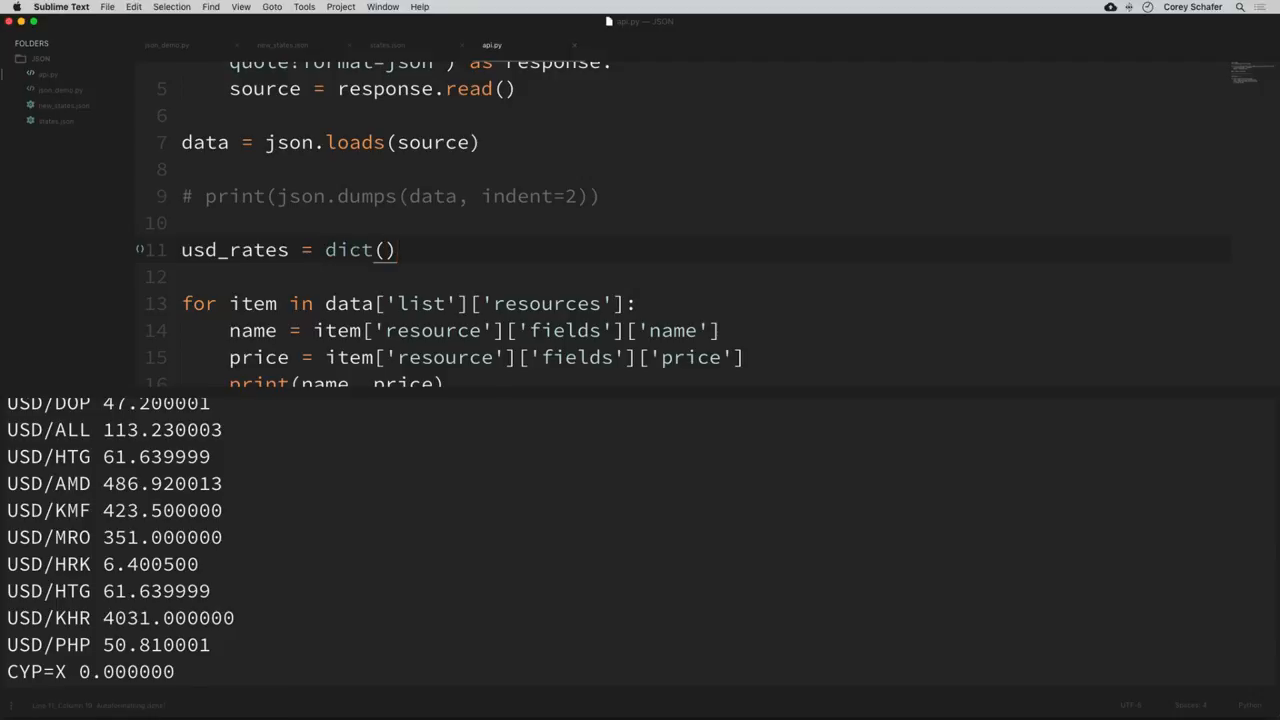 Sublime Text File Edit Selection Find View Goto Tools Project Window Help Corey Schafer
api.py — JSON
FOLDERS
JSON
api.py
json_demo.py
new_states.json
states.json
json_demo.py new_states.json states.json api.py
quote?format=json") as response:
5 source = response.read()
6
7 data = json.loads(source)
8
9 # print(json.dumps(data, indent=2))
10
11 usd_rates = dict()
12
13 for item in data['list']['resources']:
14 name = item['resource']['fields']['name']
15 price = item['resource']['fields']['price']
16 print(name, price)
USD/DOP 47.200001
USD/ALL 113.230003
USD/HTG 61.639999
USD/AMD 486.920013
USD/KMF 423.500000
USD/MRO 351.000000
USD/HRK 6.400500
USD/HTG 61.639999
USD/KHR 4031.000000
USD/PHP 50.810001
CYP=X 0.000000
Line 11, Column 19 UTF-8 Spaces: 4 Python